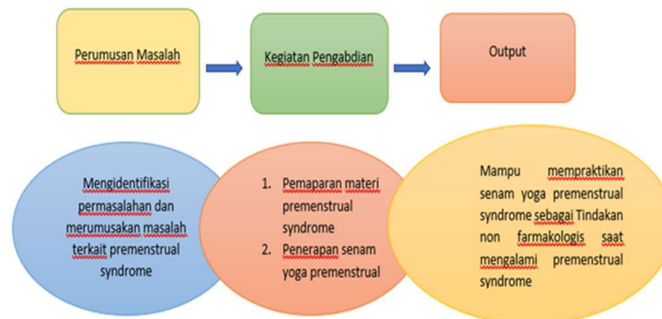 Perumusan Masalah
Kegiatan Pengabdian
Output
Mengidentifikasi
permasalahan dan
merumusakan masalah
terkait premenstrual
syndrome
1. Pemaparan materi
premenstrual
syndrome
2. Penerapan senam
yoga premenstrual
Mampu mempraktikan
senam yoga premenstrual
syndrome sebagai Tindakan
non farmakologis saat
mengalami premenstrual
syndrome